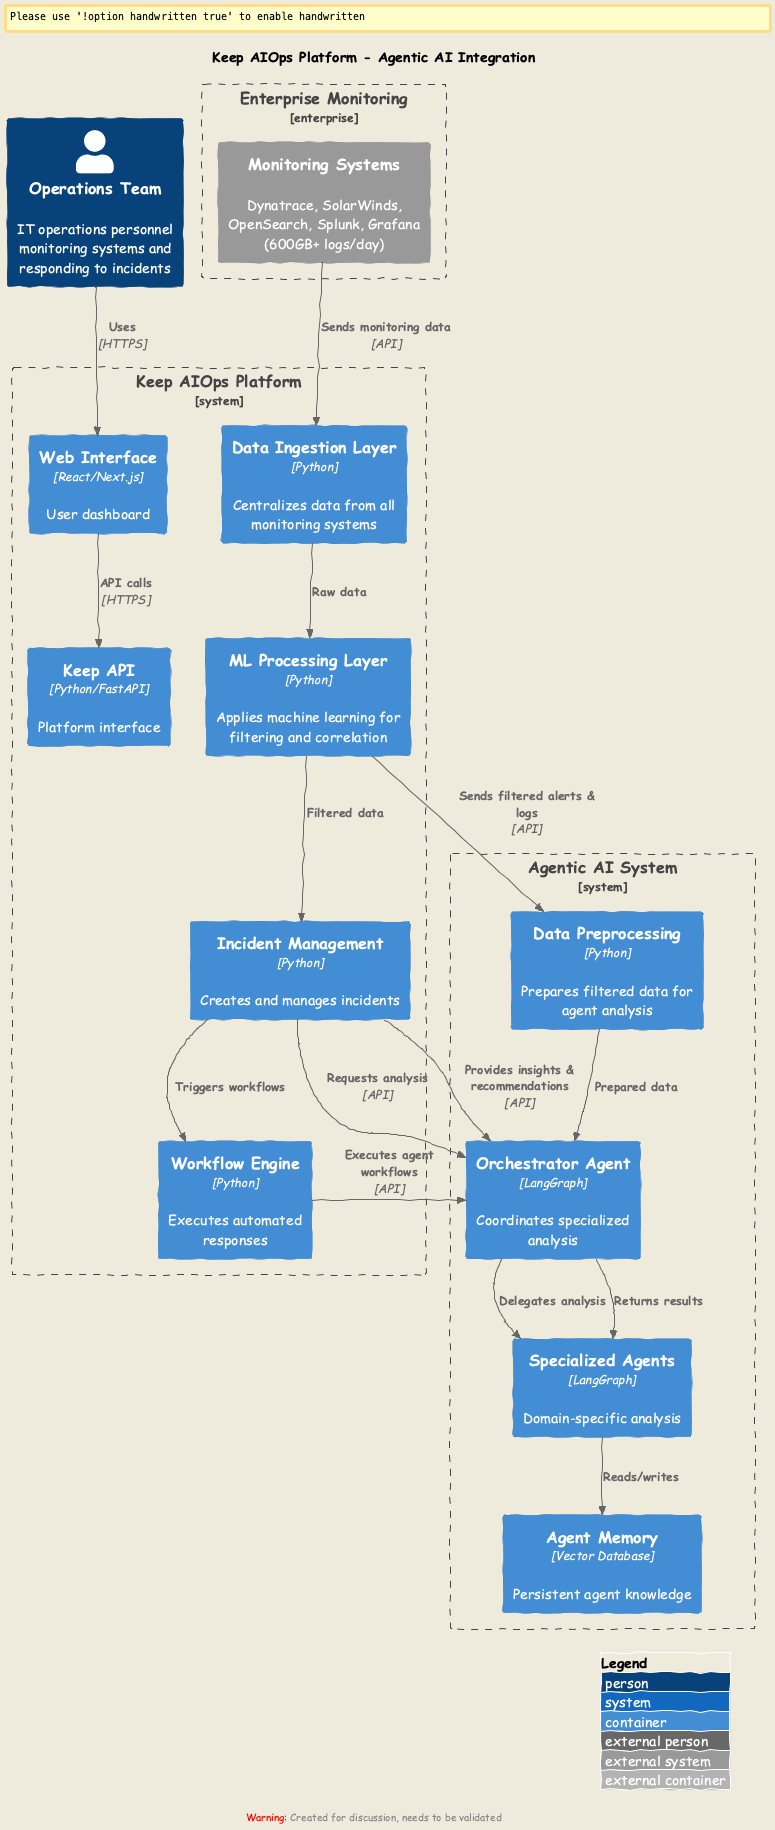 Please use '!option handwritten true' to enable handwritten
Keep AIOps Platform - Agentic AI Integration
Enterprise Monitoring
[enterprise]
Monitoring Systems
Dynatrace, SolarWinds,
OpenSearch, Splunk, Grafana
(600GB+ logs/day)
Operations Team
IT operations personnel
monitoring systems and
responding to incidents
Uses
[HTTPS]
Sends monitoring data
[API]
Keep AIOps Platform
[system]
Web Interface
[React/Next.js]
User dashboard
Data Ingestion Layer
[Python]
Centralizes data from all
monitoring systems
API calls
[HTTPS]
Raw data
Keep API
[Python/FastAPI]
Platform interface
ML Processing Layer
[Python]
Applies machine learning for
filtering and correlation
Filtered data
Sends filtered alerts &
logs
[API]
Agentic AI System
[system]
Incident Management
[Python]
Creates and manages incidents
Data Preprocessing
[Python]
Prepares filtered data for
agent analysis
Triggers workflows
Requests analysis
[API]
Provides insights &
recommendations
[API]
Prepared data
Workflow Engine
[Python]
Executes automated
responses
Executes agent
workflows
[API]
Orchestrator Agent
[LangGraph]
Coordinates specialized
analysis
Delegates analysis
Returns results
Specialized Agents
[LangGraph]
Domain-specific analysis
Reads/writes
Agent Memory
[Vector Database]
Persistent agent knowledge
Legend
person
system
container
external person
external system
external container
Warning: Created for discussion, needs to be validated